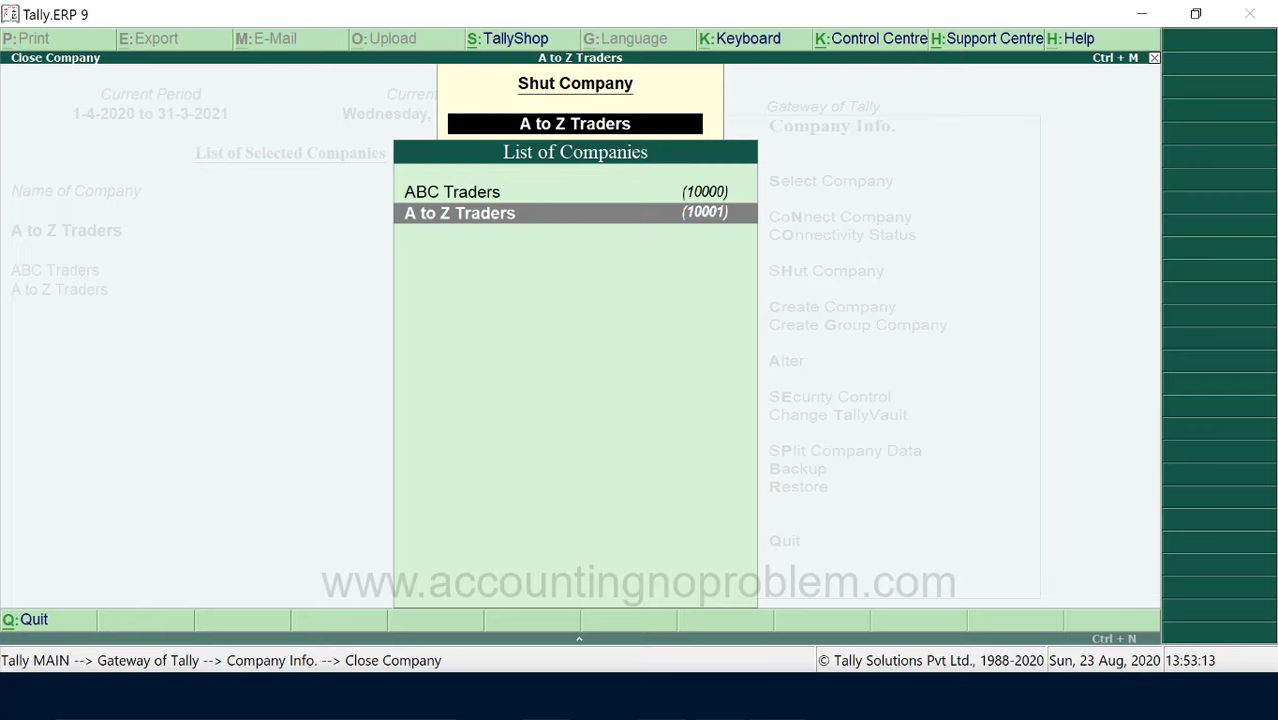 Tally.ERP 9
P:Print E:Export M:E-Mail O:Upload S:TallyShop G:Language K:Keyboard K:Control Centre H:Support Centre H:Help
Close Company A to Z Traders Ctrl + M
Shut Company
A to Z Traders
List of Companies
ABC Traders (10000)
A to Z Traders (10001)
Current Period
1-4-2020 to 31-3-2021
Wednesday,
List of Selected Companies
Name of Company
A to Z Traders
ABC Traders
A to Z Traders
Gateway of Tally
Company Info.
Select Company
CoNnect Company
COnnectivity Status
SHut Company
Create Company
Create Group Company
Alter
SEcurity Control
Change TallyVault
SPlit Company Data
Backup
Restore
Quit
www.accountingnoproblem.com
Q:Quit
Ctrl + N
Tally MAIN --> Gateway of Tally --> Company Info. --> Close Company © Tally Solutions Pvt Ltd., 1988-2020 Sun, 23 Aug, 2020 13:53:13